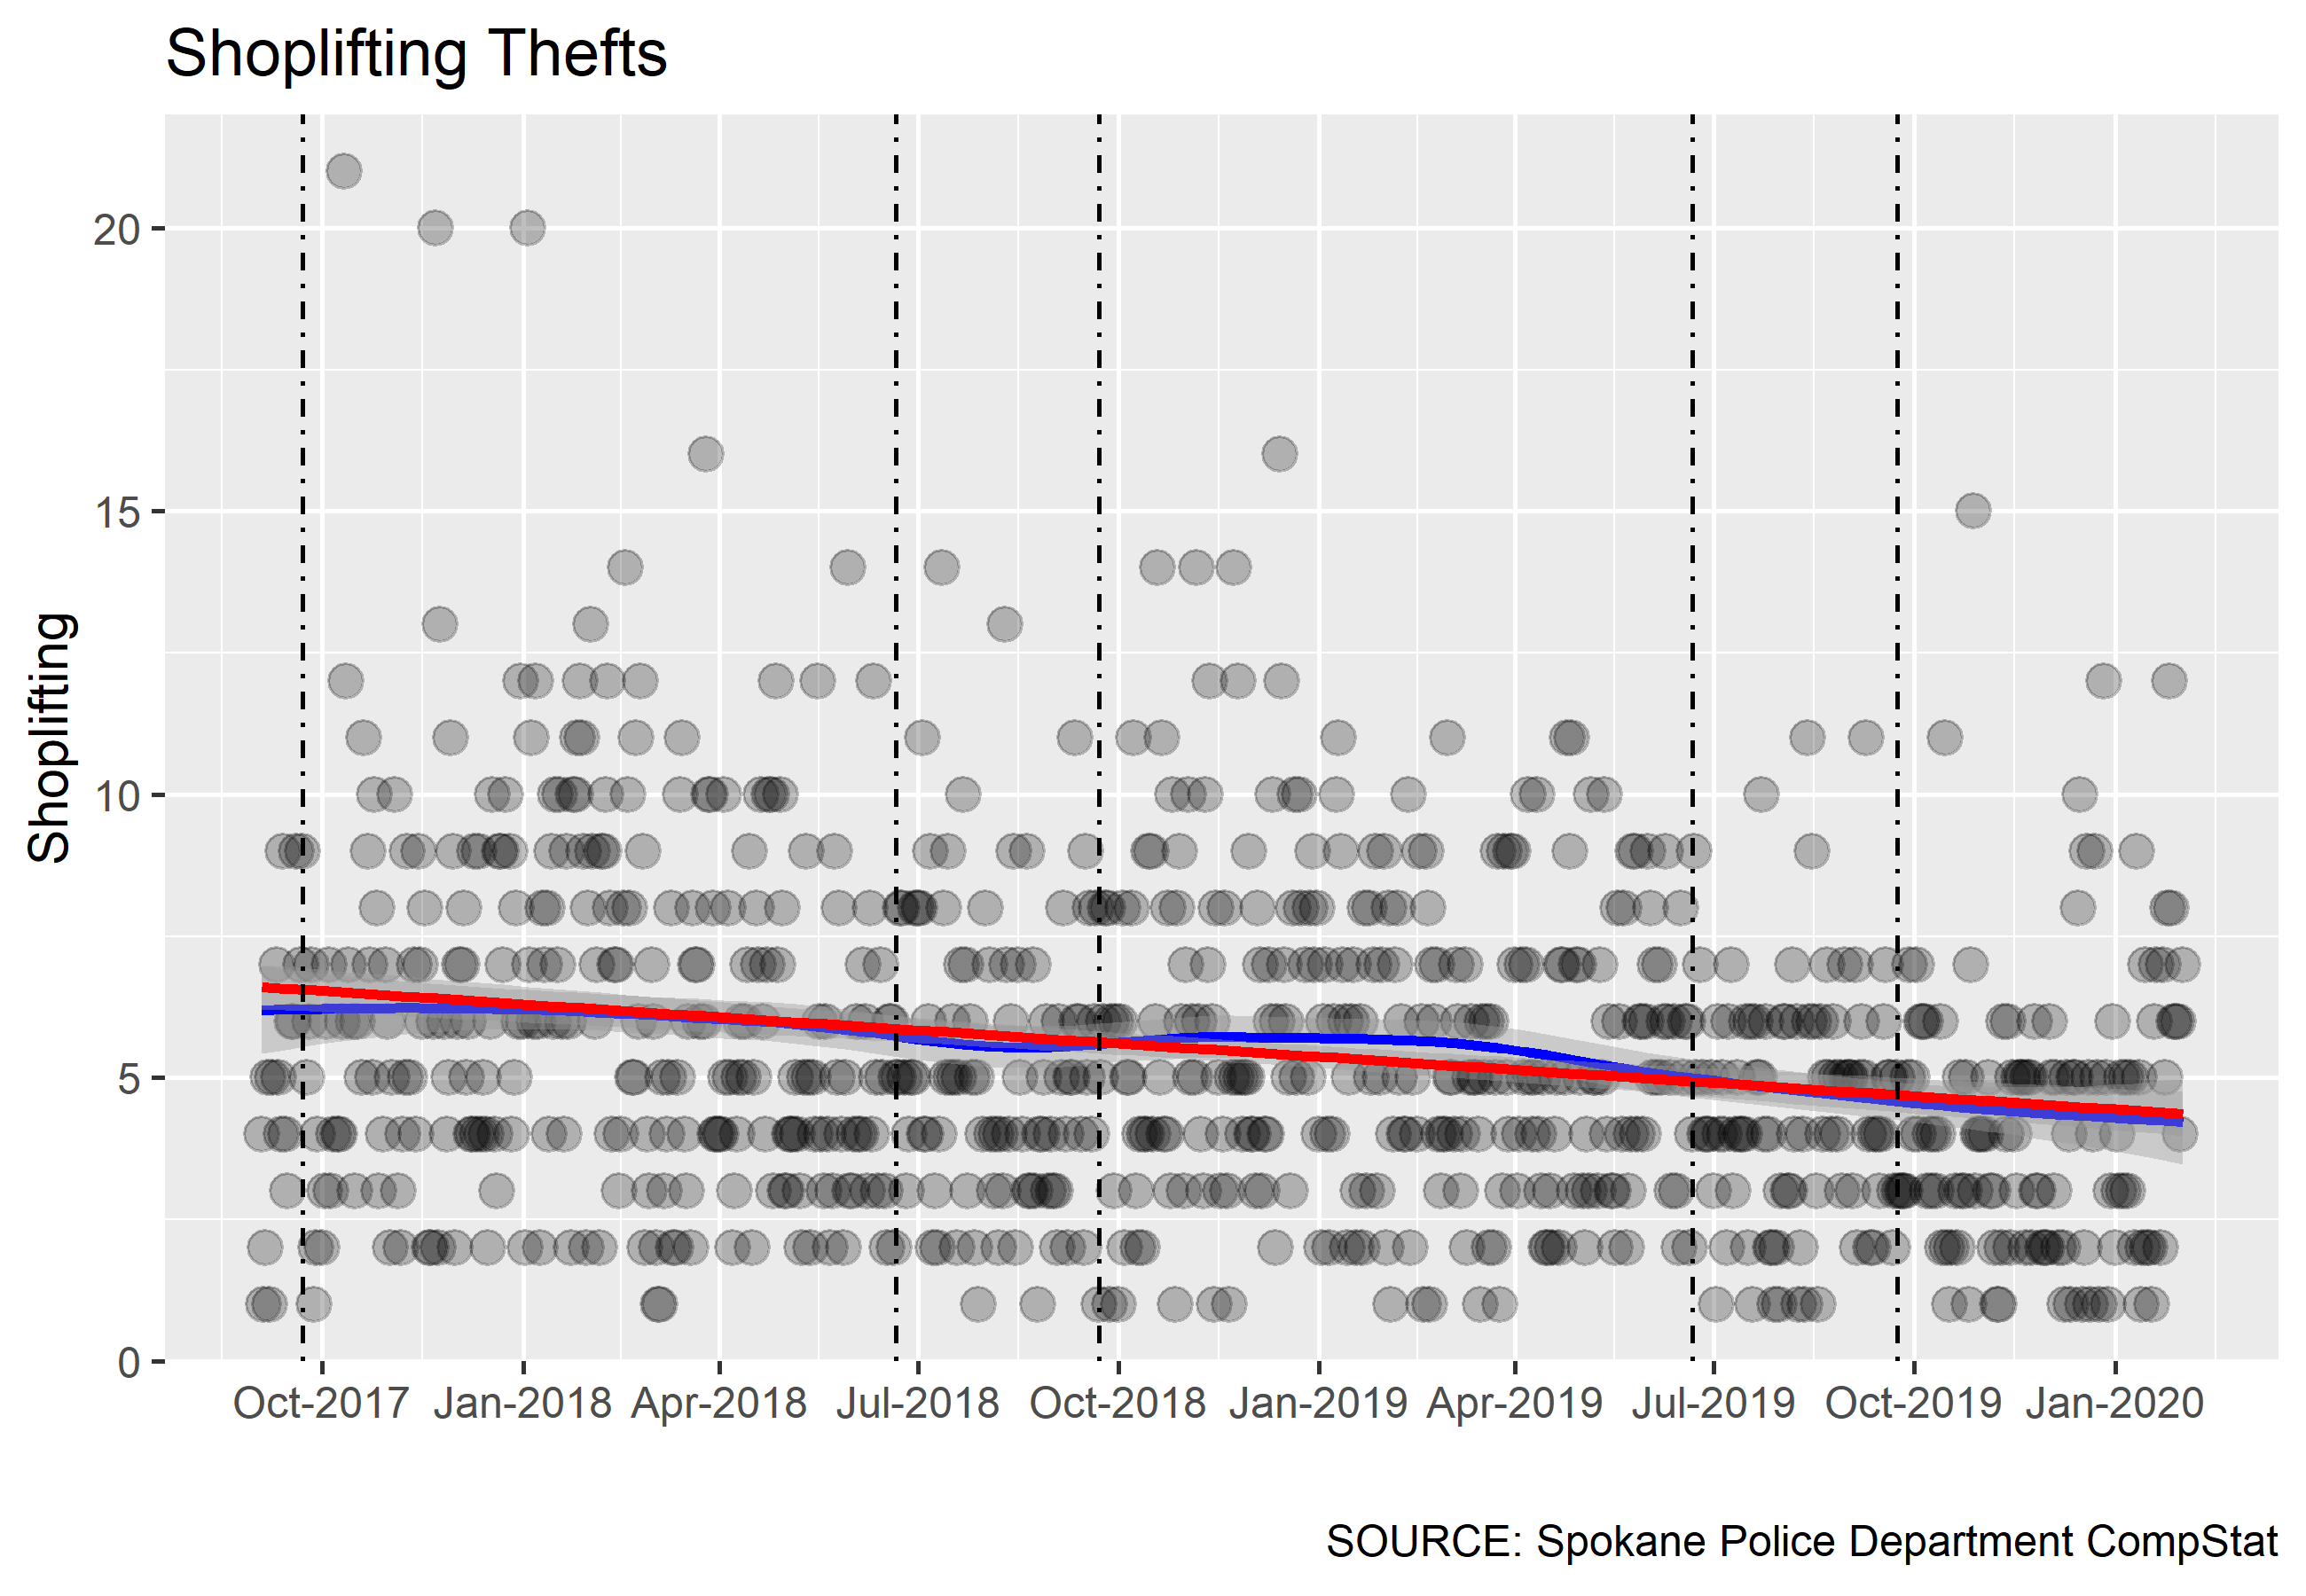 Shoplifting Thefts
Shoplifting
20
15
10
5
0
Oct-2017 Jan-2018 Apr-2018 Jul-2018 Oct-2018 Jan-2019 Apr-2019 Jul-2019 Oct-2019 Jan-2020
SOURCE: Spokane Police Department CompStat